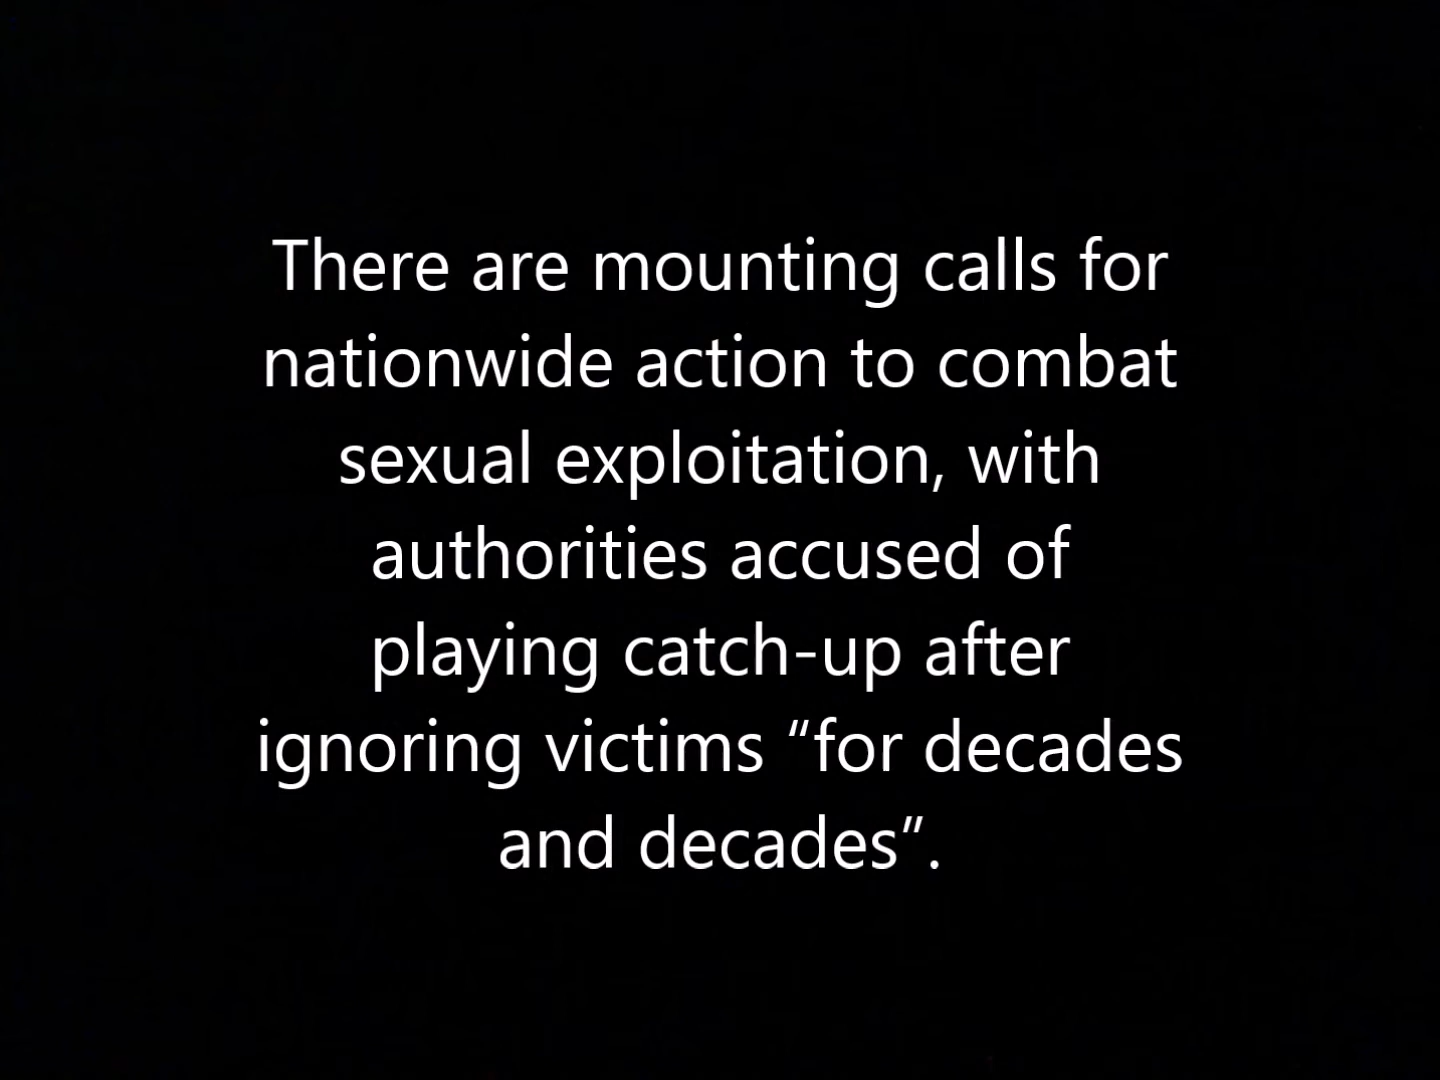 There are mounting calls for
nationwide action to combat
sexual exploitation, with
authorities accused of
playing catch-up after
ignoring victims “for decades
and decades”.